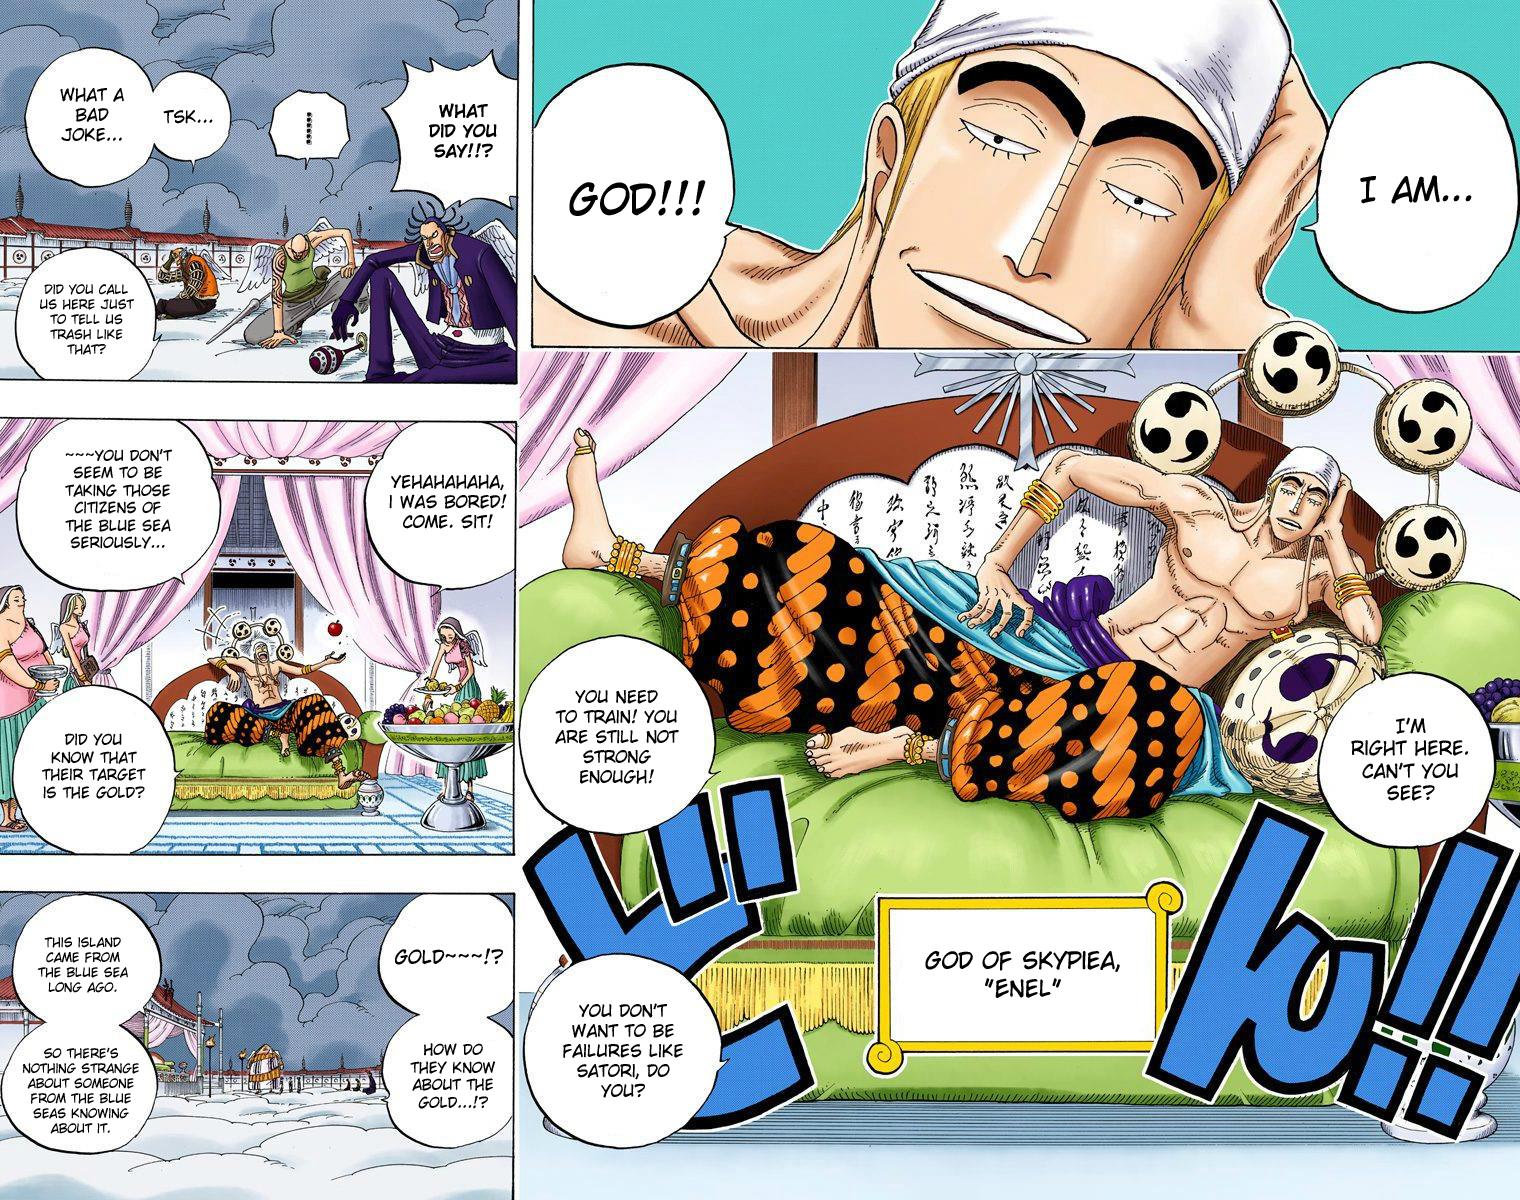 I AM...
GOD!!!
I'M
RIGHT HERE.
CAN'T YOU
SEE?
YOU NEED
TO TRAIN! YOU
ARE STILL NOT
STRONG
ENOUGH!
GOD OF SKYPIEA,
"ENEL"
YOU DON'T
WANT TO BE
FAILURES LIKE
SATORI, DO
YOU?
ドん!!
WHAT
DID YOU
SAY!!?
TSK...
WHAT A
BAD
JOKE...
DID YOU CALL
US HERE JUST
TO TELL US
TRASH LIKE
THAT?
YEHAHAHAHA,
I WAS BORED!
COME. SIT!
~~~YOU DON'T
SEEM TO BE
TAKING THOSE
CITIZENS OF
THE BLUE SEA
SERIOUSLY...
DID YOU
KNOW THAT
THEIR TARGET
IS THE GOLD?
GOLD~~~!?
HOW DO
THEY KNOW
ABOUT THE
GOLD...!?
THIS ISLAND
CAME FROM
THE BLUE SEA
LONG AGO.
SO THERE'S
NOTHING STRANGE
ABOUT SOMEONE
FROM THE BLUE
SEAS KNOWING
ABOUT IT.